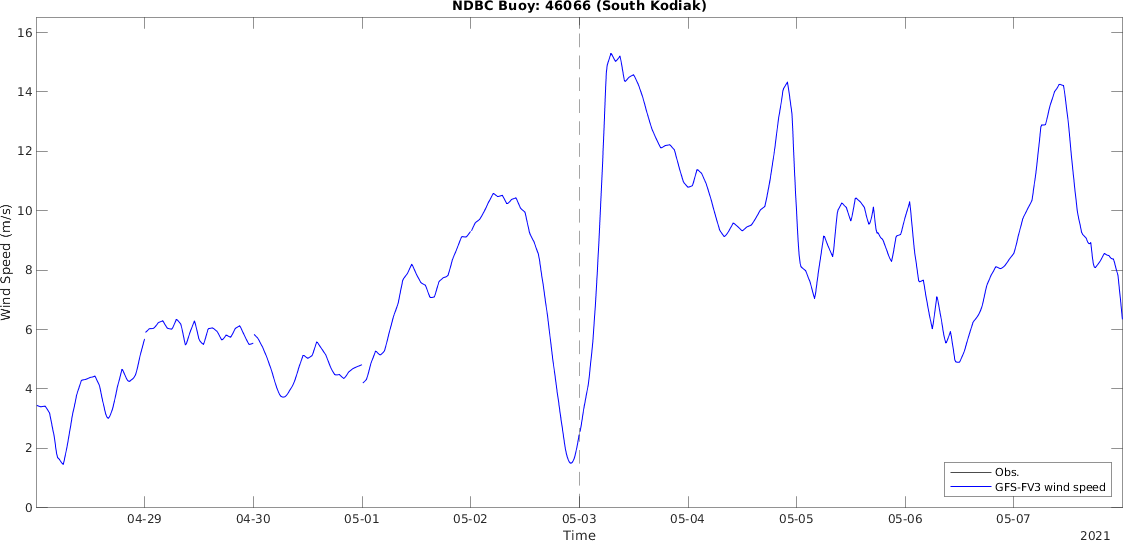 NDBC Buoy: 46066 (South Kodiak)
16
14
12
10
8
6
4
2
0
Wind Speed (m/s)
Obs.
GFS-FV3 wind speed
04-29 04-30 05-01 05-02 05-03 05-04 05-05 05-06 05-07
Time
2021